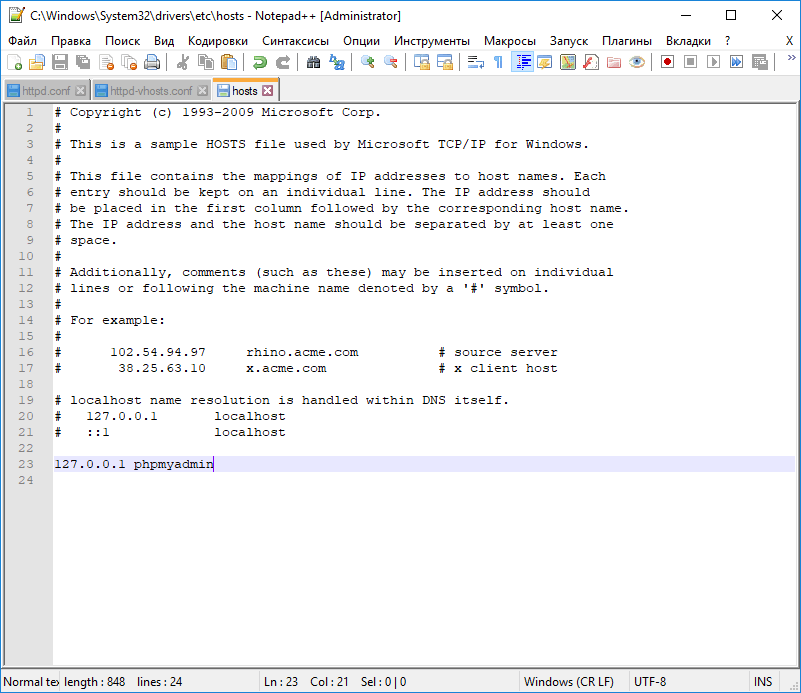 C:\Windows\System32\drivers\etc\hosts - Notepad++ [Administrator]
Файл Правка Поиск Вид Кодировки Синтаксисы Опции Инструменты Макросы Запуск Плагины Вкладки ? X
httpd.conf httpd-vhosts.conf hosts
1 # Copyright (c) 1993-2009 Microsoft Corp.
2 #
3 # This is a sample HOSTS file used by Microsoft TCP/IP for Windows.
4 #
5 # This file contains the mappings of IP addresses to host names. Each
6 # entry should be kept on an individual line. The IP address should
7 # be placed in the first column followed by the corresponding host name.
8 # The IP address and the host name should be separated by at least one
9 # space.
10 #
11 # Additionally, comments (such as these) may be inserted on individual
12 # lines or following the machine name denoted by a '#' symbol.
13 #
14 # For example:
15 #
16 #      102.54.94.97     rhino.acme.com          # source server
17 #       38.25.63.10     x.acme.com              # x client host
18
19 # localhost name resolution is handled within DNS itself.
20 #   127.0.0.1       localhost
21 #   ::1             localhost
22
23 127.0.0.1 phpmyadmin
24
Normal tex length : 848 lines : 24 Ln : 23 Col : 21 Sel : 0 | 0 Windows (CR LF) UTF-8 INS